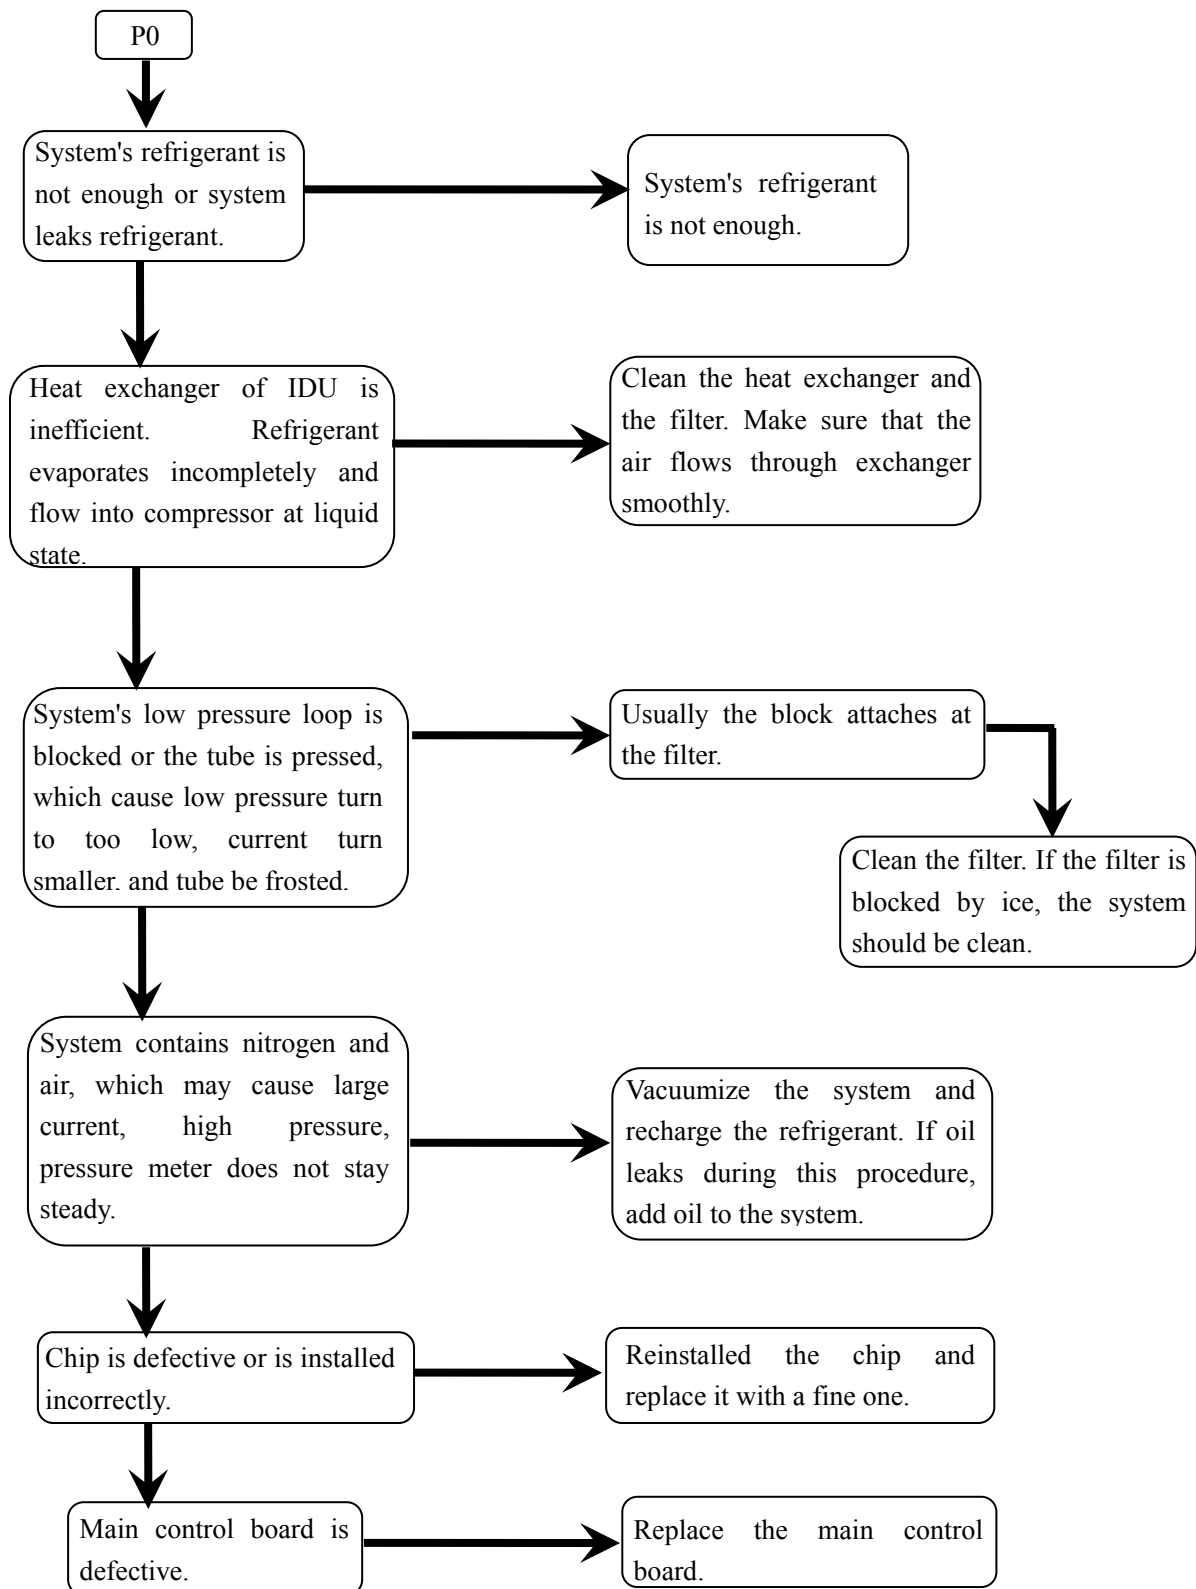 P0
System's refrigerant is
not enough or system
leaks refrigerant.
System's refrigerant
is not enough.
Heat exchanger of IDU is
inefficient. Refrigerant
evaporates incompletely and
flow into compressor at liquid
state.
Clean the heat exchanger and
the filter. Make sure that the
air flows through exchanger
smoothly.
System's low pressure loop is
blocked or the tube is pressed,
which cause low pressure turn
to too low, current turn
smaller. and tube be frosted.
Usually the block attaches at
the filter.
Clean the filter. If the filter is
blocked by ice, the system
should be clean.
System contains nitrogen and
air, which may cause large
current, high pressure,
pressure meter does not stay
steady.
Vacuumize the system and
recharge the refrigerant. If oil
leaks during this procedure,
add oil to the system.
Chip is defective or is installed
incorrectly.
Reinstalled the chip and
replace it with a fine one.
Main control board is
defective.
Replace the main control
board.